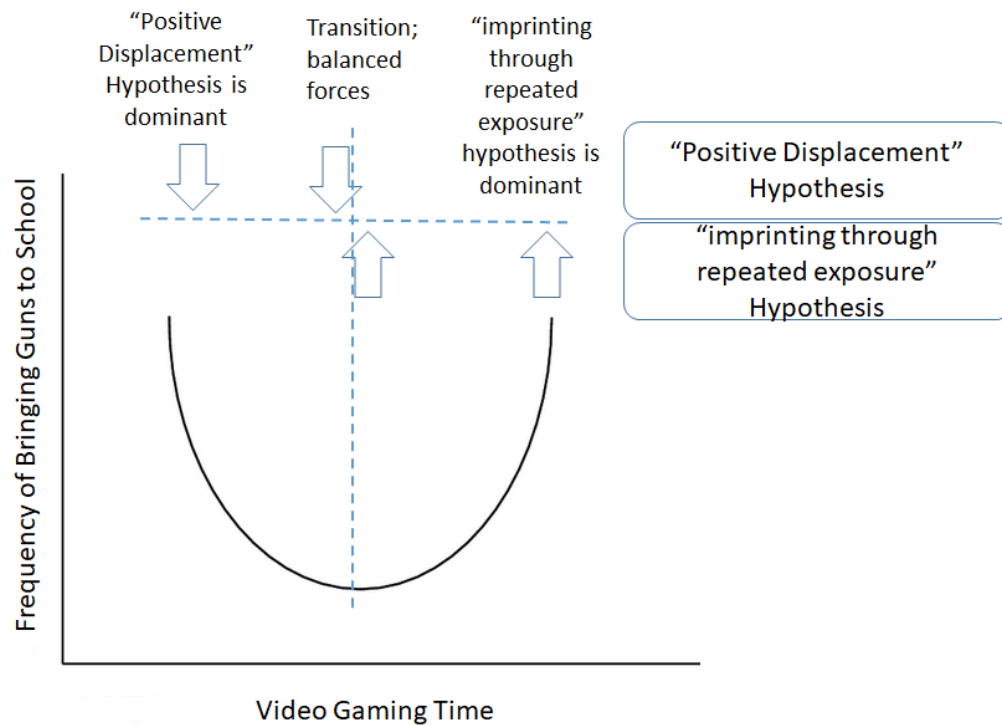 “Positive
Displacement”
Hypothesis is
dominant
Transition;
balanced
forces
“imprinting
through
repeated
exposure”
hypothesis is
dominant
“Positive Displacement”
Hypothesis
“imprinting through
repeated exposure”
Hypothesis
Frequency of Bringing Guns to School
Video Gaming Time